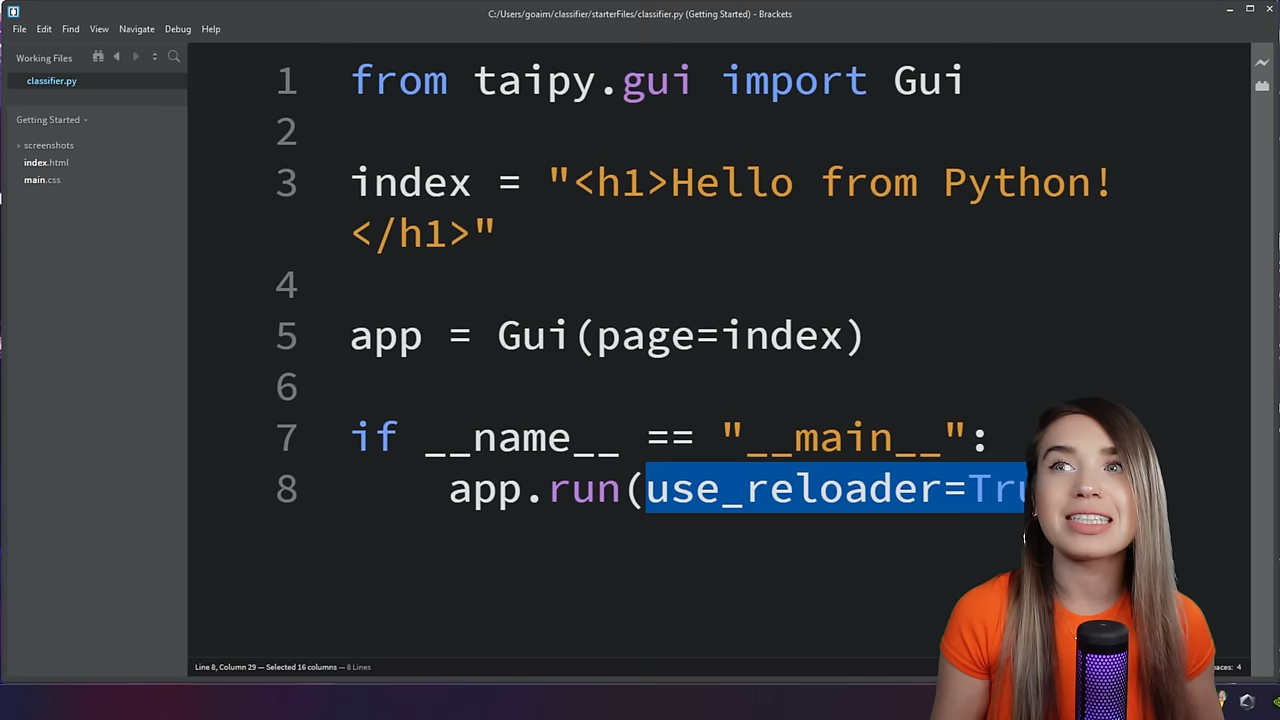 C:/Users/goaim/classifier/starterFiles/classifier.py (Getting Started) - Brackets
File Edit Find View Navigate Debug Help
Working Files
classifier.py
Getting Started
screenshots
index.html
main.css
1 from taipy.gui import Gui
2
3 index = "<h1>Hello from Python!
</h1>"
4
5 app = Gui(page=index)
6
7 if __name__ == "__main__":
8 app.run(use_reloader=Tru
Line 8, Column 29 — Selected 16 columns — 8 Lines
paces: 4